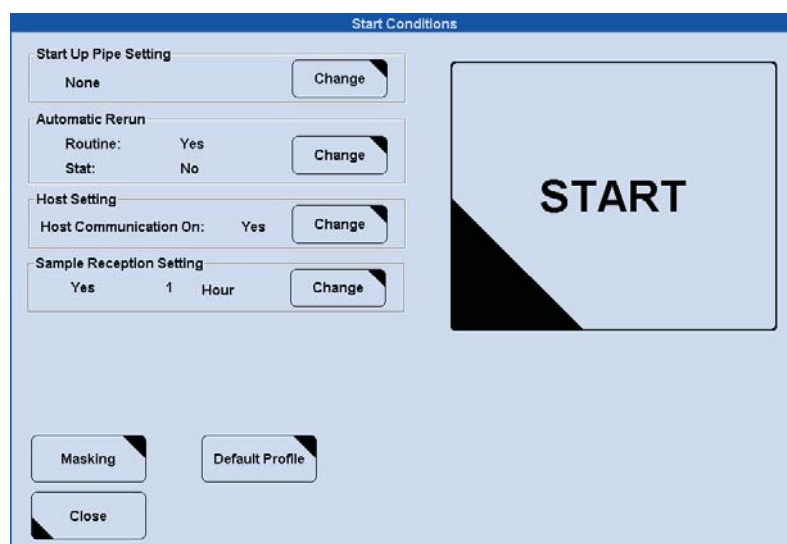 Start Conditions
Start Up Pipe Setting
None
Change
Automatic Rerun
Routine: Yes
Stat: No
Change
Host Setting
Host Communication On: Yes
Change
Sample Reception Setting
Yes 1 Hour
Change
START
Masking
Default Profile
Close